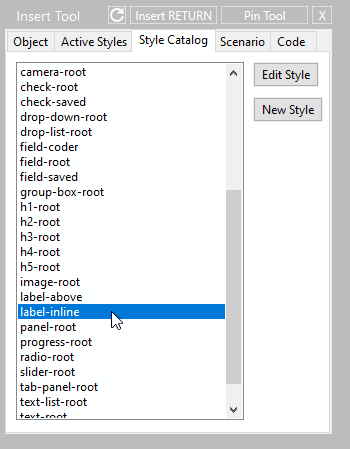 Insert Tool Insert RETURN Pin Tool X
Object Active Styles Style Catalog Scenario Code
camera-root
check-root
check-saved
drop-down-root
drop-list-root
field-coder
field-root
field-saved
group-box-root
h1-root
h2-root
h3-root
h4-root
h5-root
image-root
label-above
label-inline
panel-root
progress-root
radio-root
slider-root
tab-panel-root
text-list-root
text-root
Edit Style
New Style